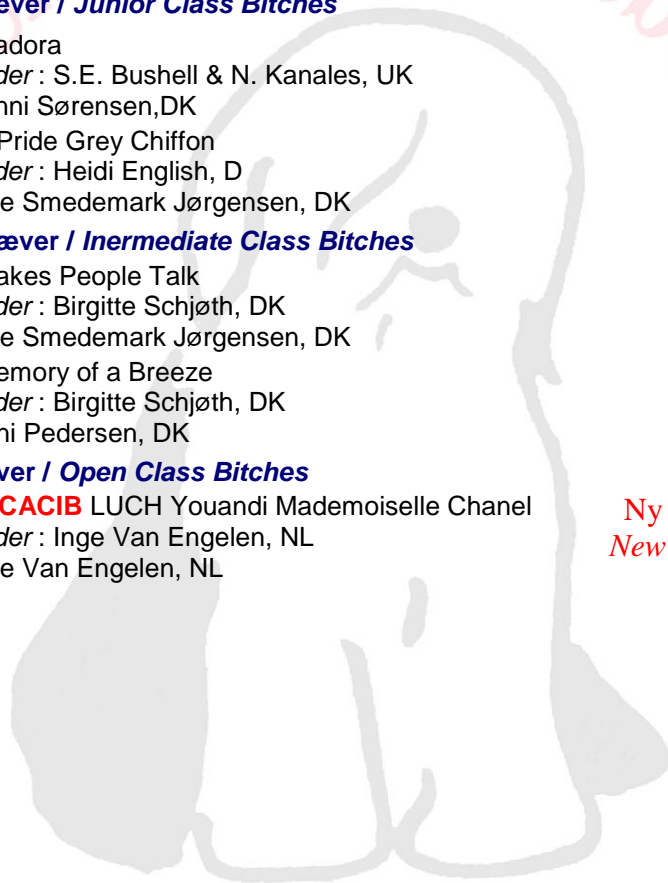 æver / Junior Class Bitches
adora
der : S.E. Bushell & N. Kanales, UK
nni Sørensen,DK
Pride Grey Chiffon
der : Heidi English, D
e Smedemark Jørgensen, DK
æver / Inermediate Class Bitches
akes People Talk
der : Birgitte Schjøth, DK
e Smedemark Jørgensen, DK
emory of a Breeze
der : Birgitte Schjøth, DK
ni Pedersen, DK
ver / Open Class Bitches
CACIB LUCH Youandi Mademoiselle Chanel
der : Inge Van Engelen, NL
e Van Engelen, NL
Ny
New